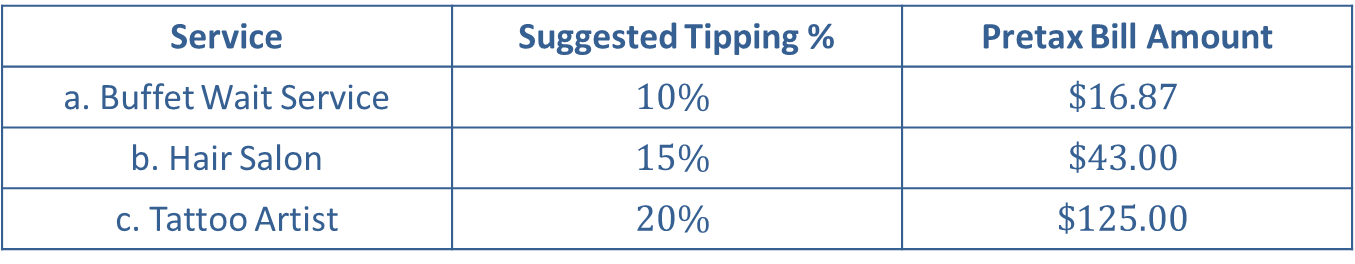 Service Suggested Tipping % Pretax Bill Amount
a. Buffet Wait Service 10% $16.87
b. Hair Salon 15% $43.00
c. Tattoo Artist 20% $125.00